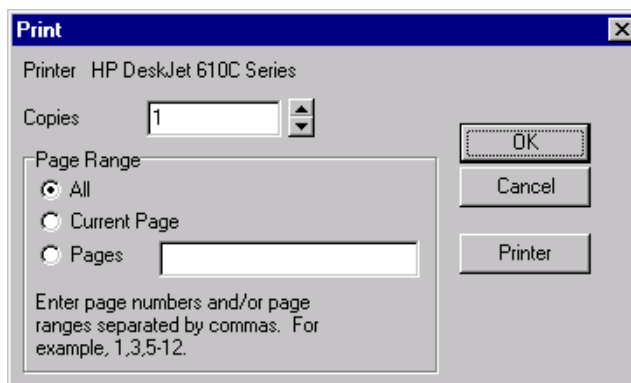 Print
Printer HP DeskJet 610C Series
Copies 1
OK
Page Range
All
Cancel
Current Page
Pages
Printer
Enter page numbers and/or page
ranges separated by commas. For
example, 1,3,5-12.